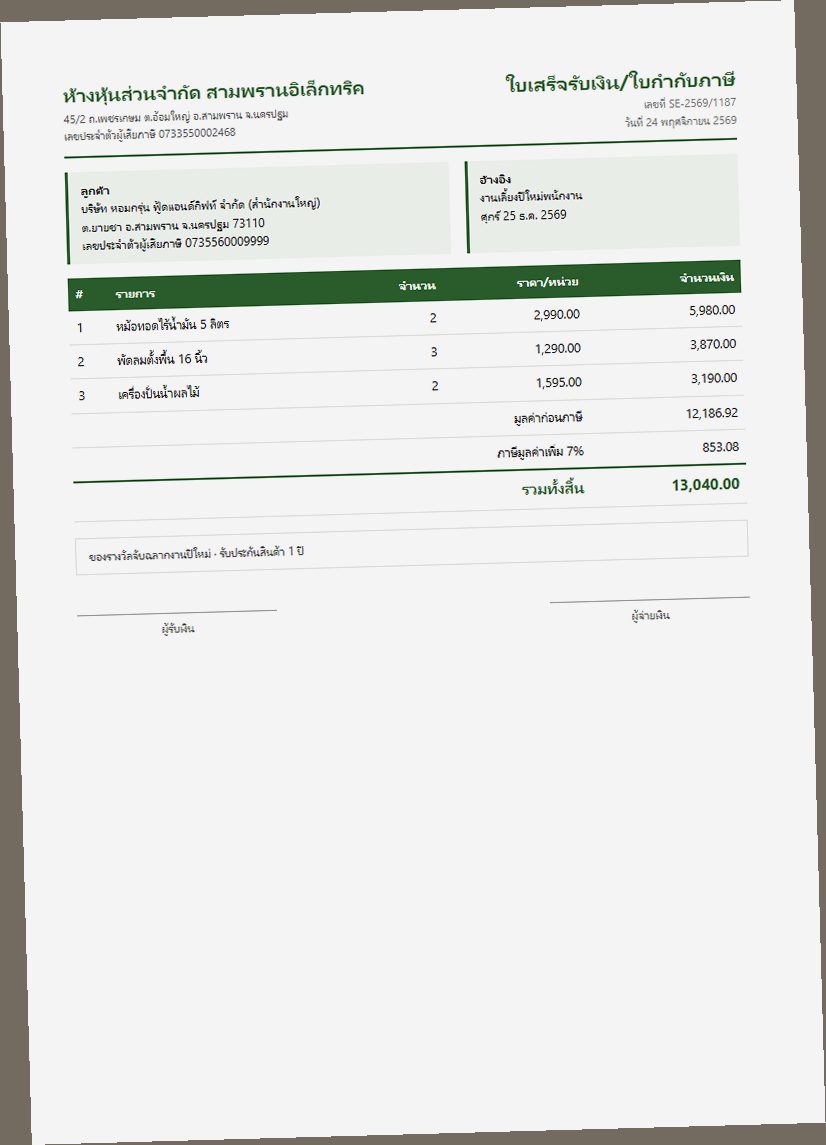 ห้างหุ้นส่วนจำกัด สามพรานอิเล็กทริค
45/2 ถ.เพชรเกษม ต.อ้อมใหญ่ อ.สามพราน จ.นครปฐม
เลขประจำตัวผู้เสียภาษี 0733550002468
ใบเสร็จรับเงิน/ใบกำกับภาษี
เลขที่ SE-2569/1187
วันที่ 24 พฤศจิกายน 2569
ลูกค้า
บริษัท หอมกรุ่น ฟู้ดแอนด์กิฟท์ จำกัด (สำนักงานใหญ่)
ต.ยายชา อ.สามพราน จ.นครปฐม 73110
เลขประจำตัวผู้เสียภาษี 0735560009999
อ้างอิง
งานเลี้ยงปีใหม่พนักงาน
ศุกร์ 25 ธ.ค. 2569
# รายการ จำนวน ราคา/หน่วย จำนวนเงิน
1 หม้อทอดไร้น้ำมัน 5 ลิตร 2 2,990.00 5,980.00
2 พัดลมตั้งพื้น 16 นิ้ว 3 1,290.00 3,870.00
3 เครื่องปั่นน้ำผลไม้ 2 1,595.00 3,190.00
มูลค่าก่อนภาษี 12,186.92
ภาษีมูลค่าเพิ่ม 7% 853.08
รวมทั้งสิ้น 13,040.00
ของรางวัลจับฉลากงานปีใหม่ · รับประกันสินค้า 1 ปี
ผู้รับเงิน
ผู้จ่ายเงิน